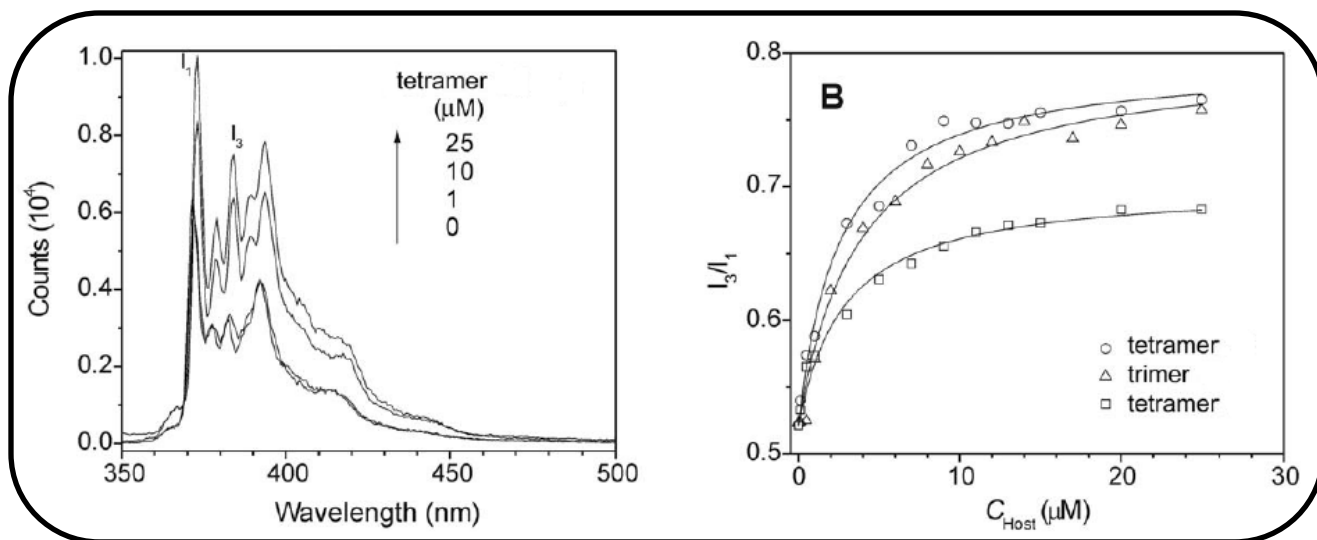 I₁
I₃
tetramer
(μM)
25
10
1
0
Counts (10⁴)
1.0
0.8
0.6
0.4
0.2
0.0
350
400
450
500
Wavelength (nm)
B
I₃/I₁
0.8
0.7
0.6
0.5
tetramer
trimer
tetramer
0
10
20
30
C_Host (μM)